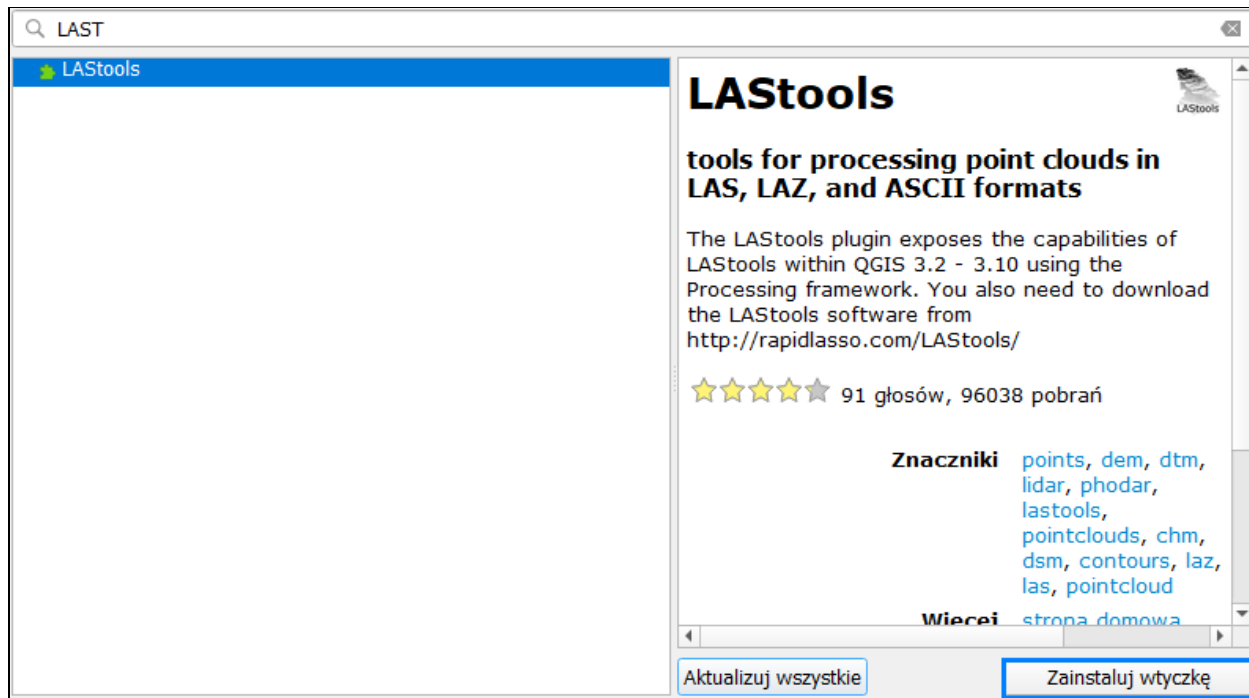 LAST
LAStools
LAStools
LAStools
tools for processing point clouds in
LAS, LAZ, and ASCII formats
The LAStools plugin exposes the capabilities of
LAStools within QGIS 3.2 - 3.10 using the
Processing framework. You also need to download
the LAStools software from
http://rapidlasso.com/LAStools/
91 głosów, 96038 pobrań
Znaczniki points, dem, dtm,
lidar, phodar,
lastools,
pointclouds, chm,
dsm, contours, laz,
las, pointcloud
Więcej strona domowa
Aktualizuj wszystkie
Zainstaluj wtyczkę